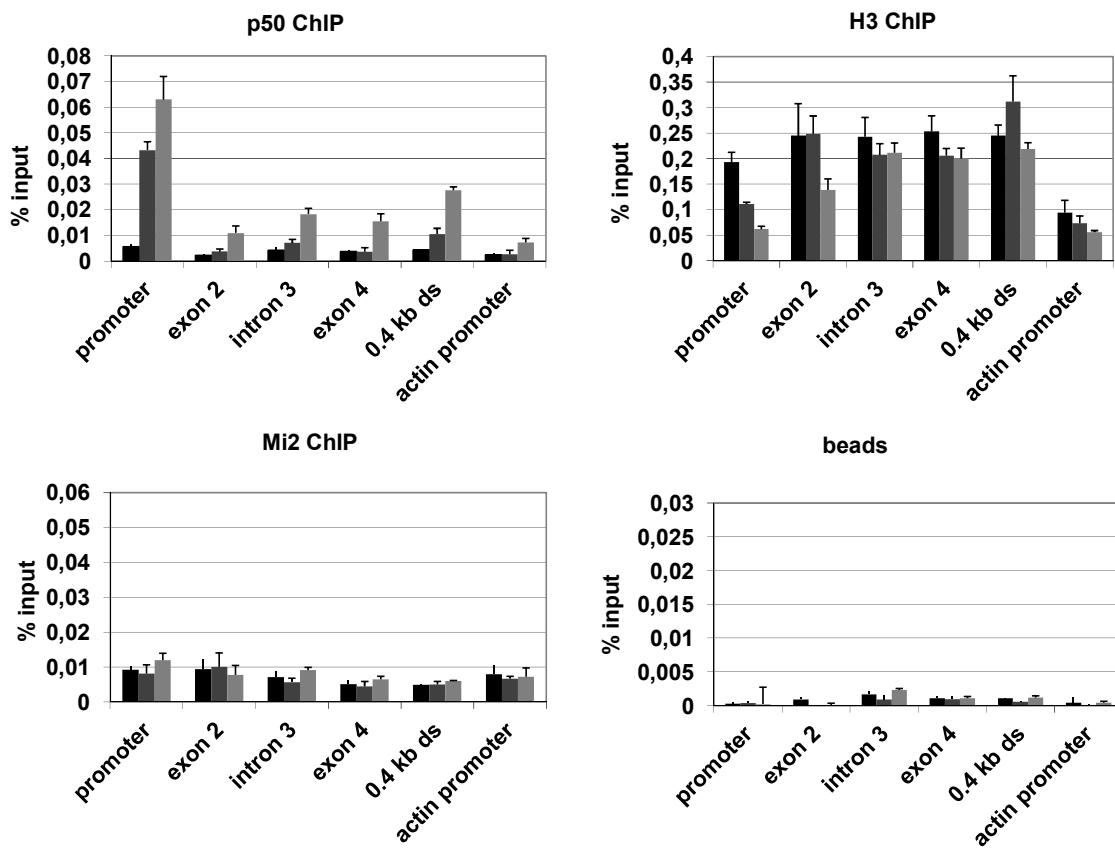 p50 ChIP
0,08
0,07
0,06
0,05
0,04
0,03
0,02
0,01
0
% input
promoter
exon 2
intron 3
exon 4
0.4 kb ds
actin promoter
H3 ChIP
0,4
0,35
0,3
0,25
0,2
0,15
0,1
0,05
0
% input
promoter
exon 2
intron 3
exon 4
0.4 kb ds
actin promoter
Mi2 ChIP
0,06
0,05
0,04
0,03
0,02
0,01
0
% input
promoter
exon 2
intron 3
exon 4
0.4 kb ds
actin promoter
beads
0,03
0,025
0,02
0,015
0,01
0,005
0
% input
promoter
exon 2
intron 3
exon 4
0.4 kb ds
actin promoter